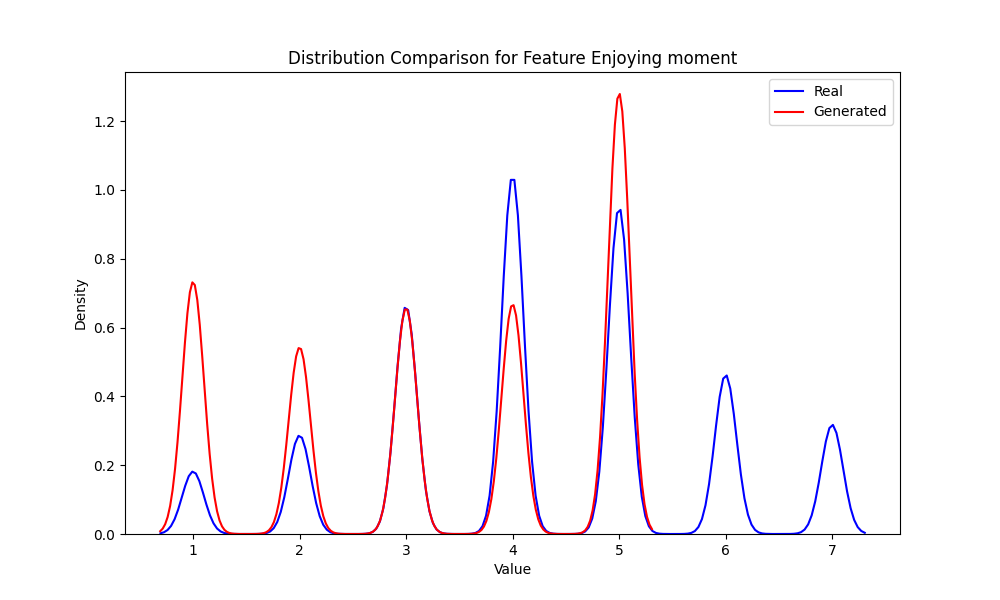 Distribution Comparison for Feature Enjoying moment
Real
Generated
Density
1.2
1.0
0.8
0.6
0.4
0.2
0.0
1 2 3 4 5 6 7
Value